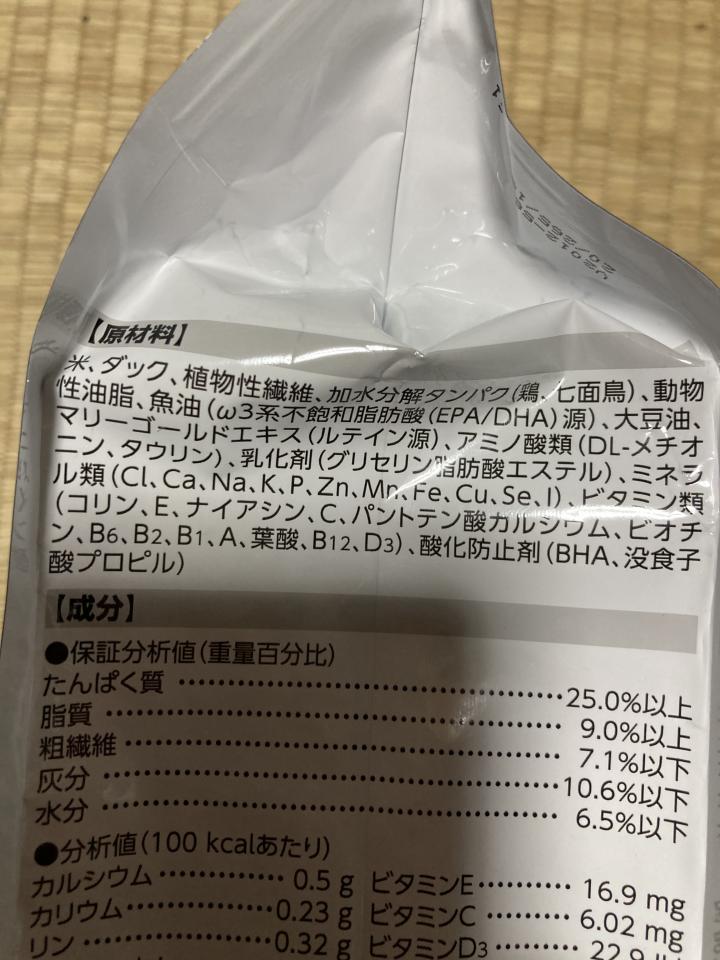 【原材料】
米、ダック、植物性繊維、加水分解タンパク(鶏、七面鳥)、動物
性油脂、魚油(ω3系不飽和脂肪酸(EPA/DHA)源)、大豆油、
マリーゴールドエキス(ルテイン源)、アミノ酸類(DL-メチオ
ニン、タウリン)、乳化剤(グリセリン脂肪酸エステル)、ミネラ
ル類(Cl、Ca、Na、K、P、Zn、Mn、Fe、Cu、Se、I)、ビタミン類
(コリン、E、ナイアシン、C、パントテン酸カルシウム、ビオチ
ン、B6、B2、B1、A、葉酸、B12、D3)、酸化防止剤(BHA、没食子
酸プロピル)
【成分】
●保証分析値(重量百分比)
たんぱく質 25.0%以上
脂質 9.0%以上
粗繊維 7.1%以下
灰分 10.6%以下
水分 6.5%以下
●分析値(100 kcalあたり)
カルシウム 0.5 g ビタミンE 16.9 mg
カリウム 0.23 g ビタミンC 6.02 mg
リン 0.32 g ビタミンD3